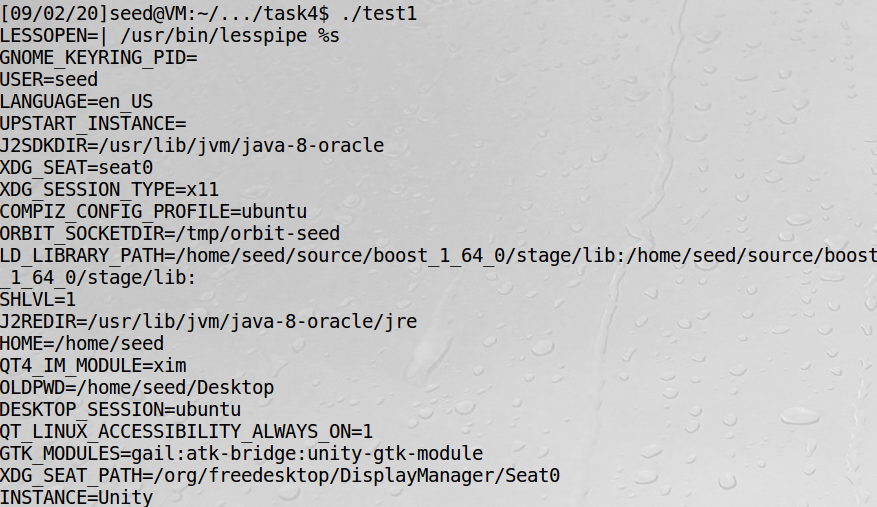 [09/02/20]seed@VM:~/.../task4$ ./test1
LESSOPEN=| /usr/bin/lesspipe %s
GNOME_KEYRING_PID=
USER=seed
LANGUAGE=en_US
UPSTART_INSTANCE=
J2SDKDIR=/usr/lib/jvm/java-8-oracle
XDG_SEAT=seat0
XDG_SESSION_TYPE=x11
COMPIZ_CONFIG_PROFILE=ubuntu
ORBIT_SOCKETDIR=/tmp/orbit-seed
LD_LIBRARY_PATH=/home/seed/source/boost_1_64_0/stage/lib:/home/seed/source/boost
_1_64_0/stage/lib:
SHLVL=1
J2REDIR=/usr/lib/jvm/java-8-oracle/jre
HOME=/home/seed
QT4_IM_MODULE=xim
OLDPWD=/home/seed/Desktop
DESKTOP_SESSION=ubuntu
QT_LINUX_ACCESSIBILITY_ALWAYS_ON=1
GTK_MODULES=gail:atk-bridge:unity-gtk-module
XDG_SEAT_PATH=/org/freedesktop/DisplayManager/Seat0
INSTANCE=Unity